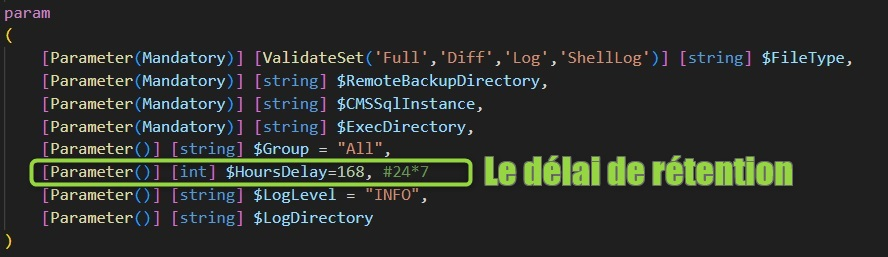 param
(
[Parameter(Mandatory)] [ValidateSet('Full','Diff','Log','ShellLog')] [string] $FileType,
[Parameter(Mandatory)] [string] $RemoteBackupDirectory,
[Parameter(Mandatory)] [string] $CMSSqlInstance,
[Parameter(Mandatory)] [string] $ExecDirectory,
[Parameter()] [string] $Group = "All",
[Parameter()] [int] $HoursDelay=168, #24*7 Le délai de rétention
[Parameter()] [string] $LogLevel = "INFO",
[Parameter()] [string] $LogDirectory
)